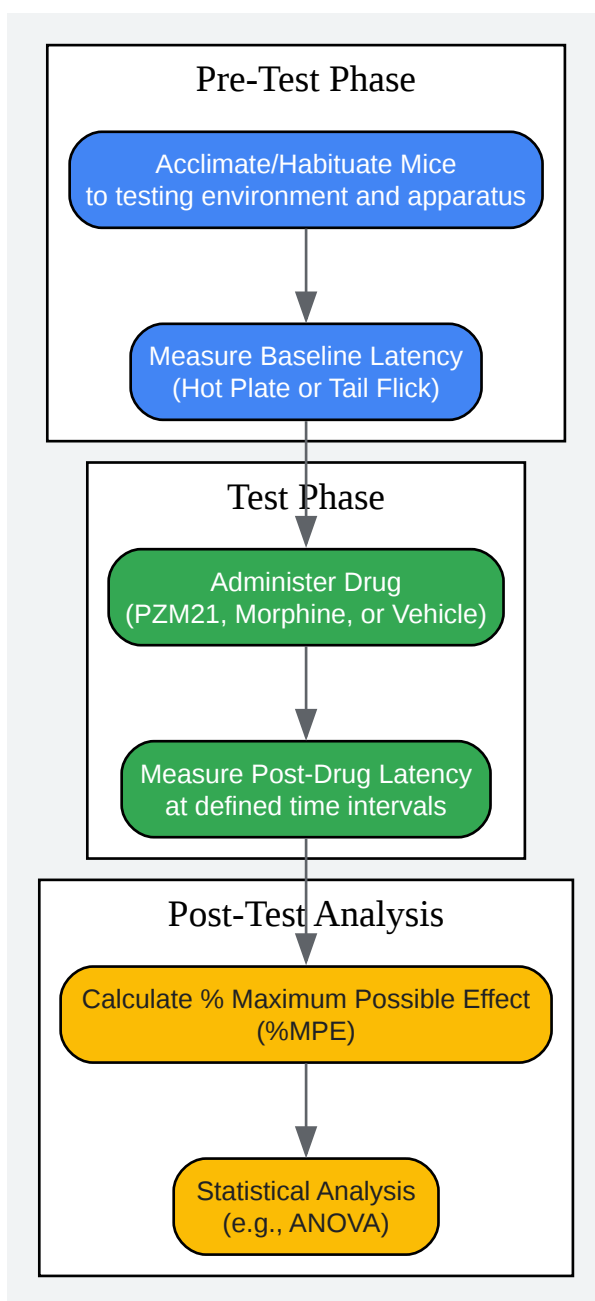 Pre-Test Phase
Acclimate/Habituate Mice
to testing environment and apparatus
Measure Baseline Latency
(Hot Plate or Tail Flick)
Test Phase
Administer Drug
(PZM21, Morphine, or Vehicle)
Measure Post-Drug Latency
at defined time intervals
Post-Test Analysis
Calculate % Maximum Possible Effect
(%MPE)
Statistical Analysis
(e.g., ANOVA)